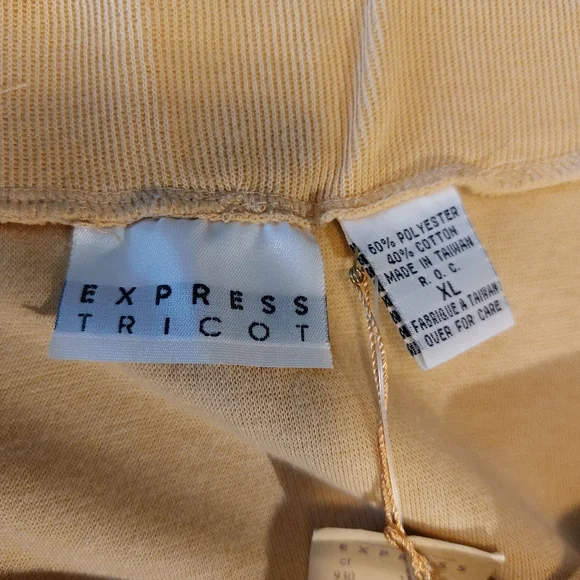 EXPRESS
TRICOT
60% POLYESTER
40% COTTON
MADE IN TAIWAN
R. O. C.
XL
FABRIQUE A TAIWAN
OVER FOR CARE